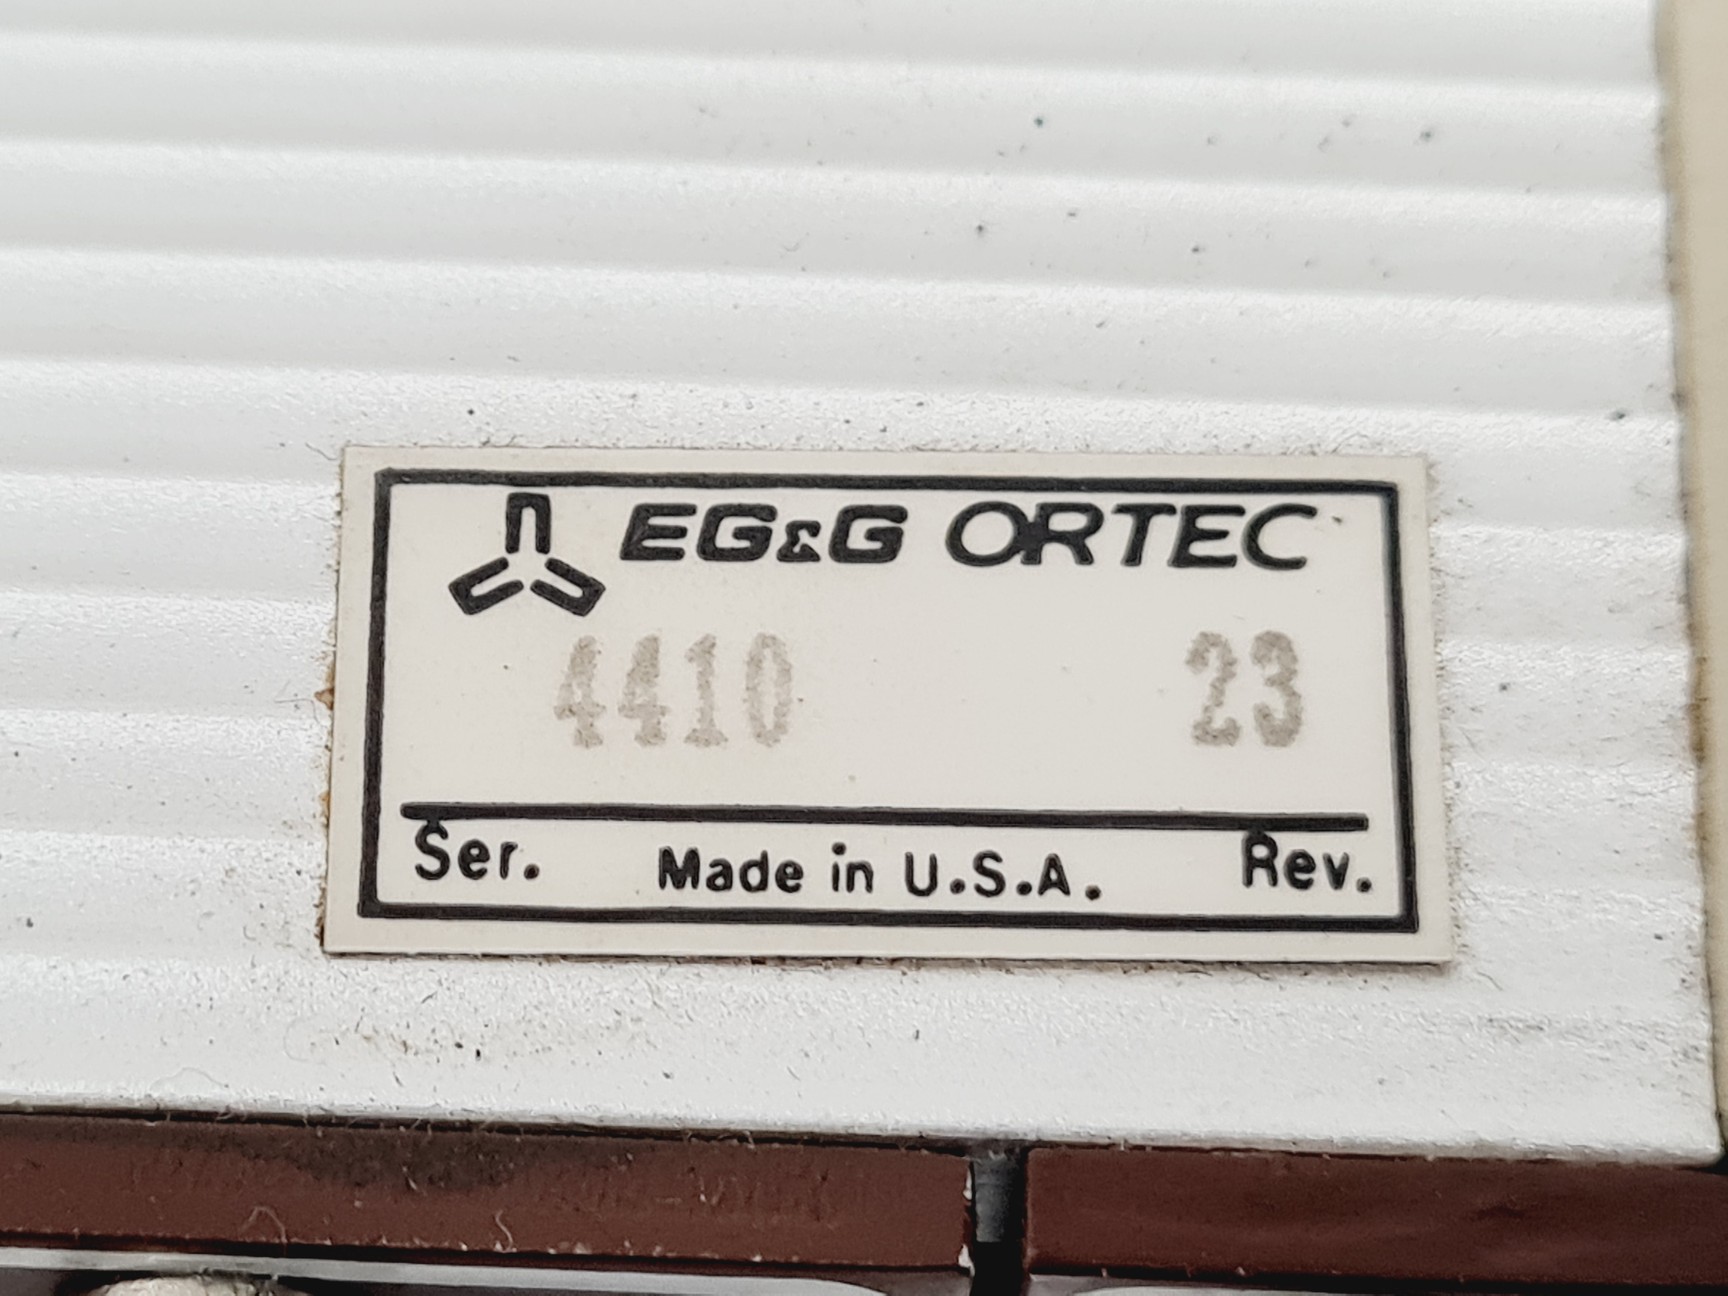 EG&G ORTEC
4410 23
Ser. Made in U.S.A. Rev.